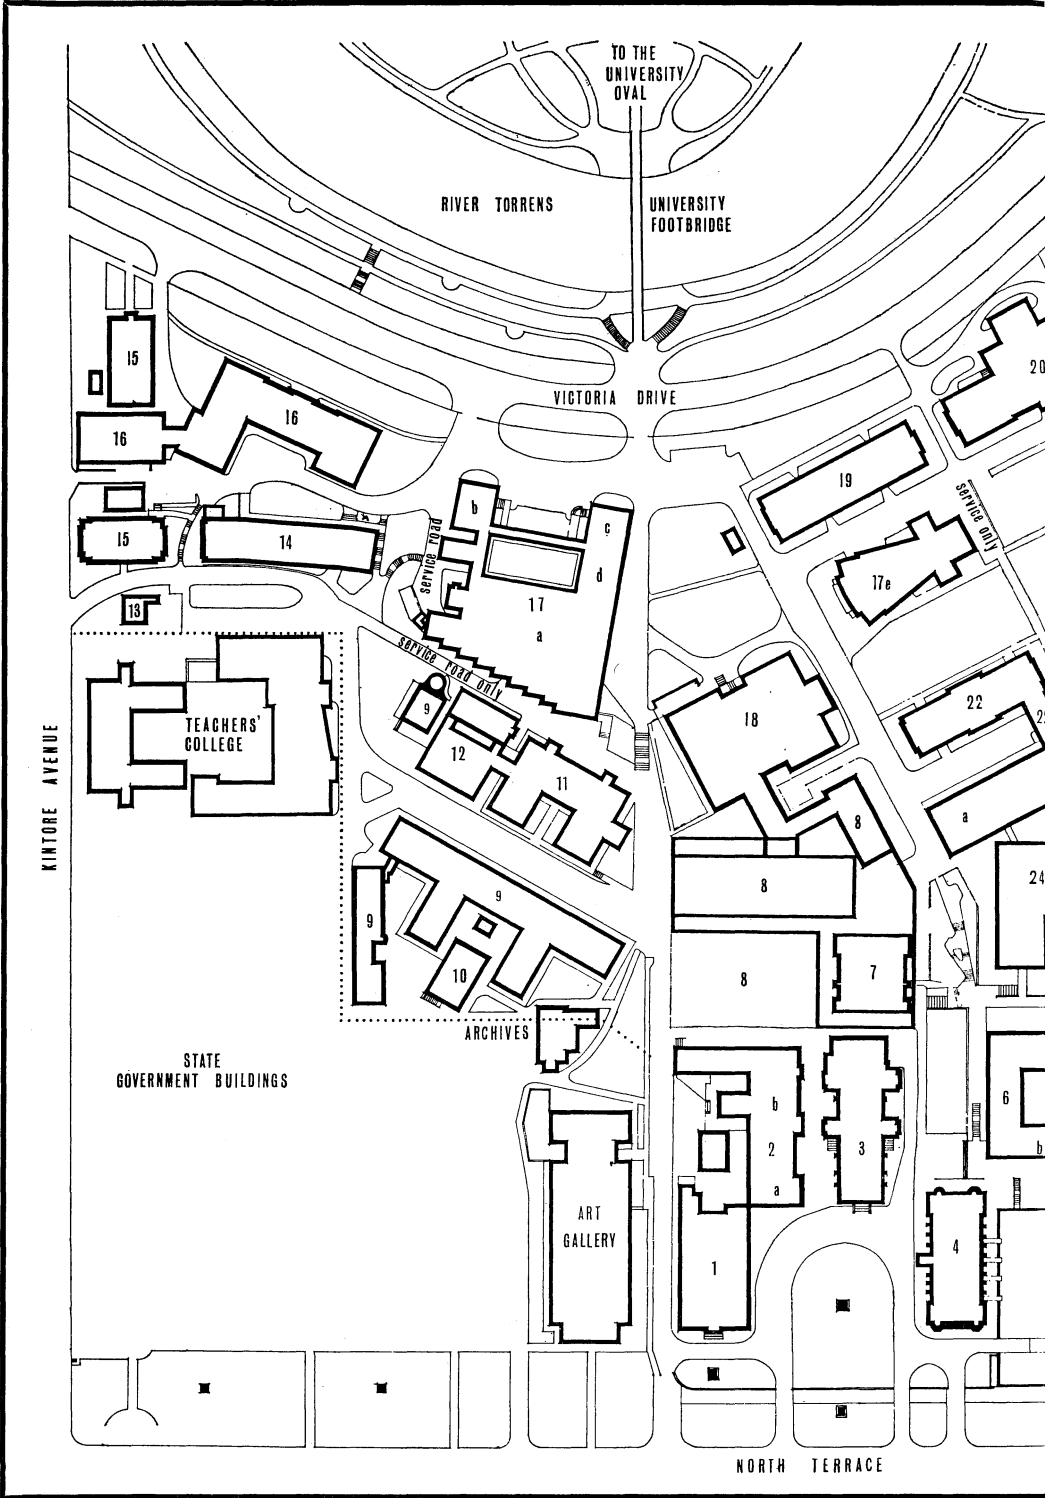 TO THE
UNIVERSITY
OVAL
RIVER TORRENS
UNIVERSITY
FOOTBRIDGE
15
20
VICTORIA DRIVE
16
16
19
service only
b
c
15
14
service road
d
17e
17
a
13
service road only
9
22
TEACHERS'
COLLEGE
18
12
11
KINTORE AVENUE
8
a
24
8
9
9
10
8
7
ARCHIVES
STATE
GOVERNMENT BUILDINGS
6
b
2
3
b
a
ART
GALLERY
4
1
NORTH TERRACE